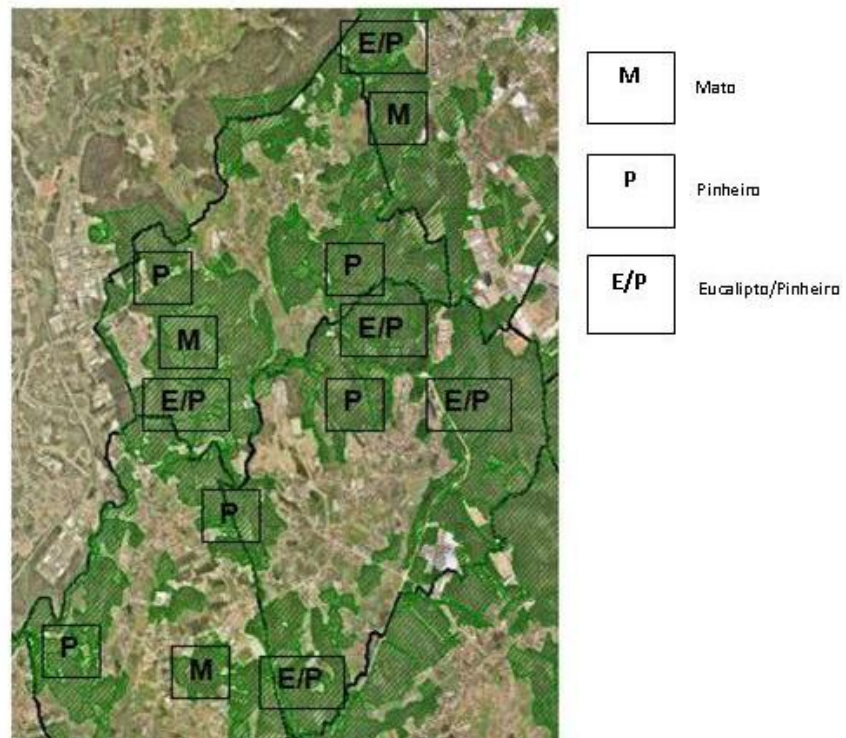 E/P
M
P
P
E/P
M
E/P
P
E/P
P
P
M
E/P
M Mato
P Pinheiro
E/P Eucalipto/Pinheiro